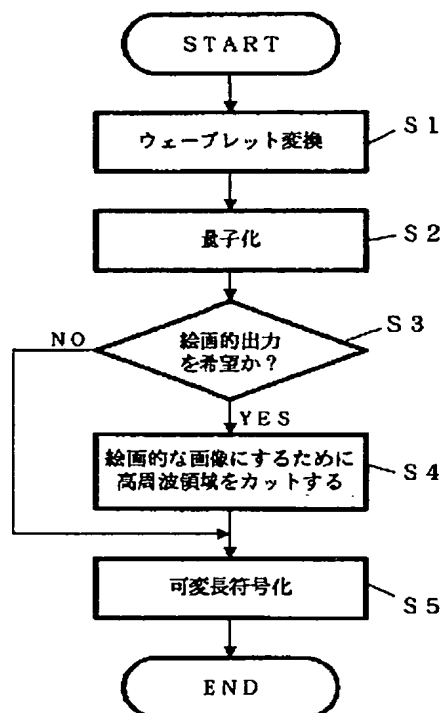 START
ウェーブレット変換
S1
量子化
S2
絵画的出力
を希望か?
S3
NO
YES
絵画的な画像にするために
高周波領域をカットする
S4
可変長符号化
S5
END